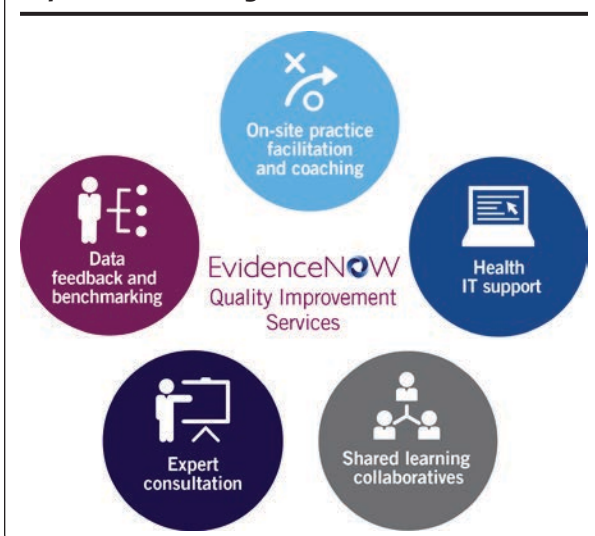 On-site practice
facilitation
and coaching
Data
feedback and
benchmarking
EvidenceNOW
Quality Improvement
Services
Health
IT support
Expert
consultation
Shared learning
collaboratives